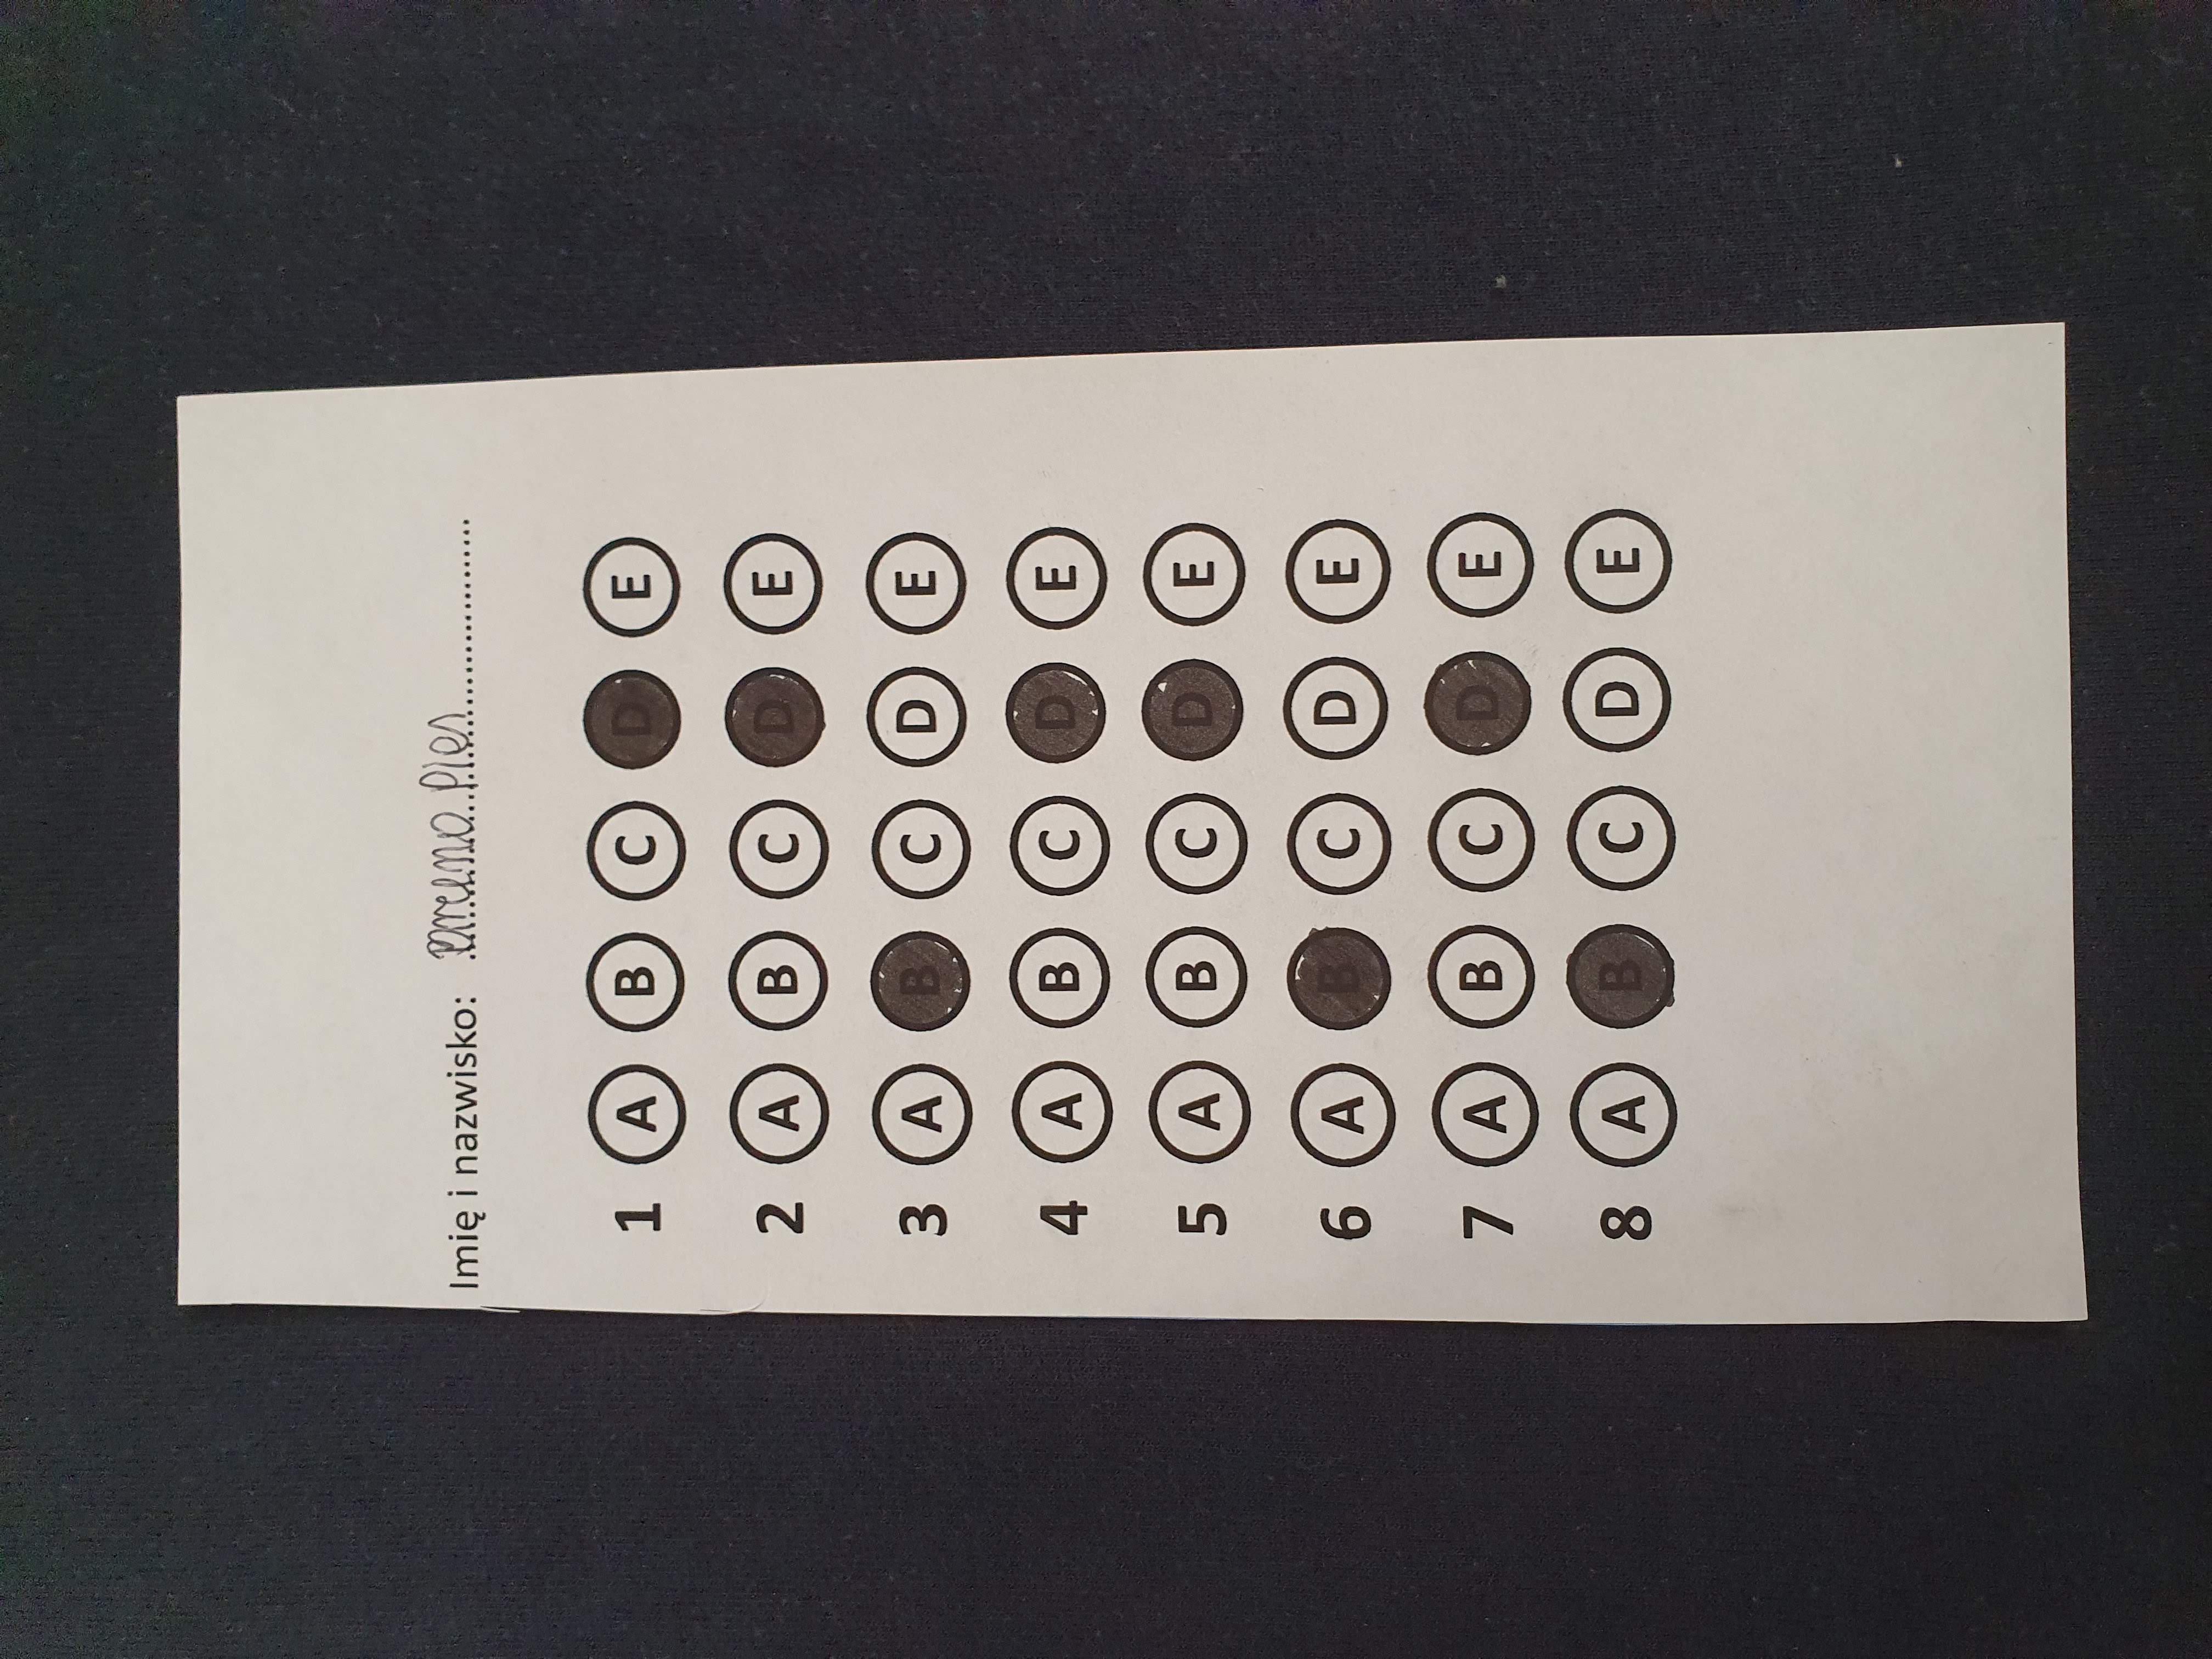 Imię i nazwisko: Bruno Pies
1 A B C D E
2 A B C D E
3 A B C D E
4 A B C D E
5 A B C D E
6 A B C D E
7 A B C D E
8 A B C D E